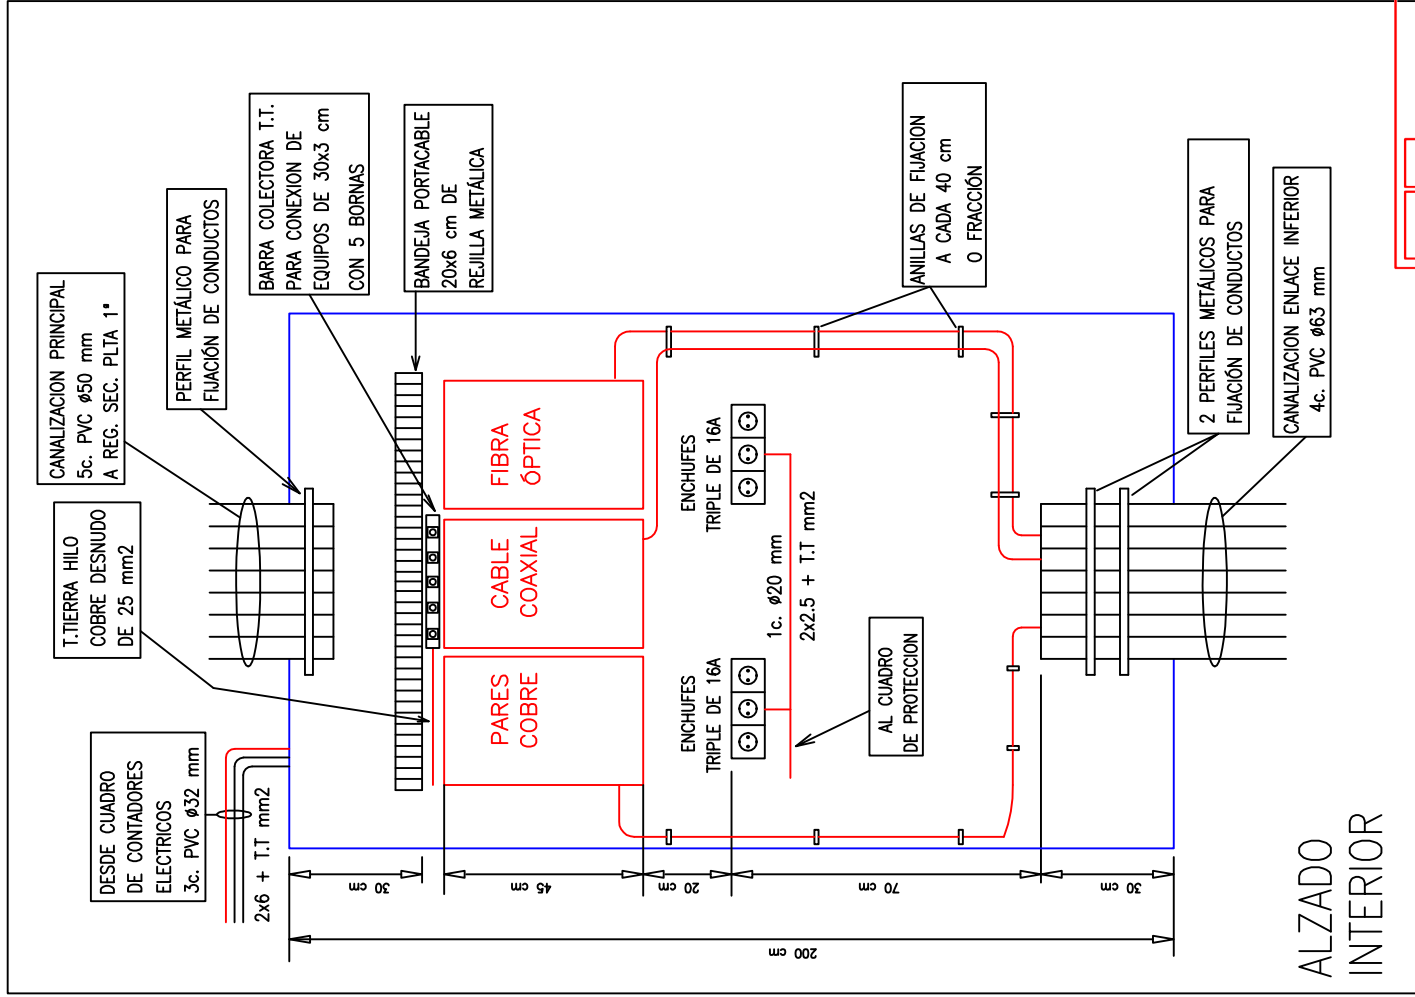 DESDE CUADRO
DE CONTADORES
ELECTRICOS
3c. PVC ø32 mm
2x6 + T.T mm2
T.TIERRA HILO
COBRE DESNUDO
DE 25 mm2
CANALIZACION PRINCIPAL
5c. PVC ø50 mm
A REG. SEC. PLTA 1ª
PERFIL METÁLICO PARA
FIJACIÓN DE CONDUCTOS
BARRA COLECTORA T.T.
PARA CONEXION DE
EQUIPOS DE 30x3 cm
CON 5 BORNAS
BANDEJA PORTACABLE
20x6 cm DE
REJILLA METÁLICA
PARES
COBRE
CABLE
COAXIAL
FIBRA
ÓPTICA
ENCHUFES
TRIPLE DE 16A
ENCHUFES
TRIPLE DE 16A
1c. ø20 mm
2x2.5 + T.T mm2
AL CUADRO
DE PROTECCION
ANILLAS DE FIJACION
A CADA 40 cm
O FRACCIÓN
2 PERFILES METÁLICOS PARA
FIJACIÓN DE CONDUCTOS
CANALIZACION ENLACE INFERIOR
4c. PVC ø63 mm
30 cm
45 cm
20 cm
70 cm
30 cm
200 cm
ALZADO
INTERIOR